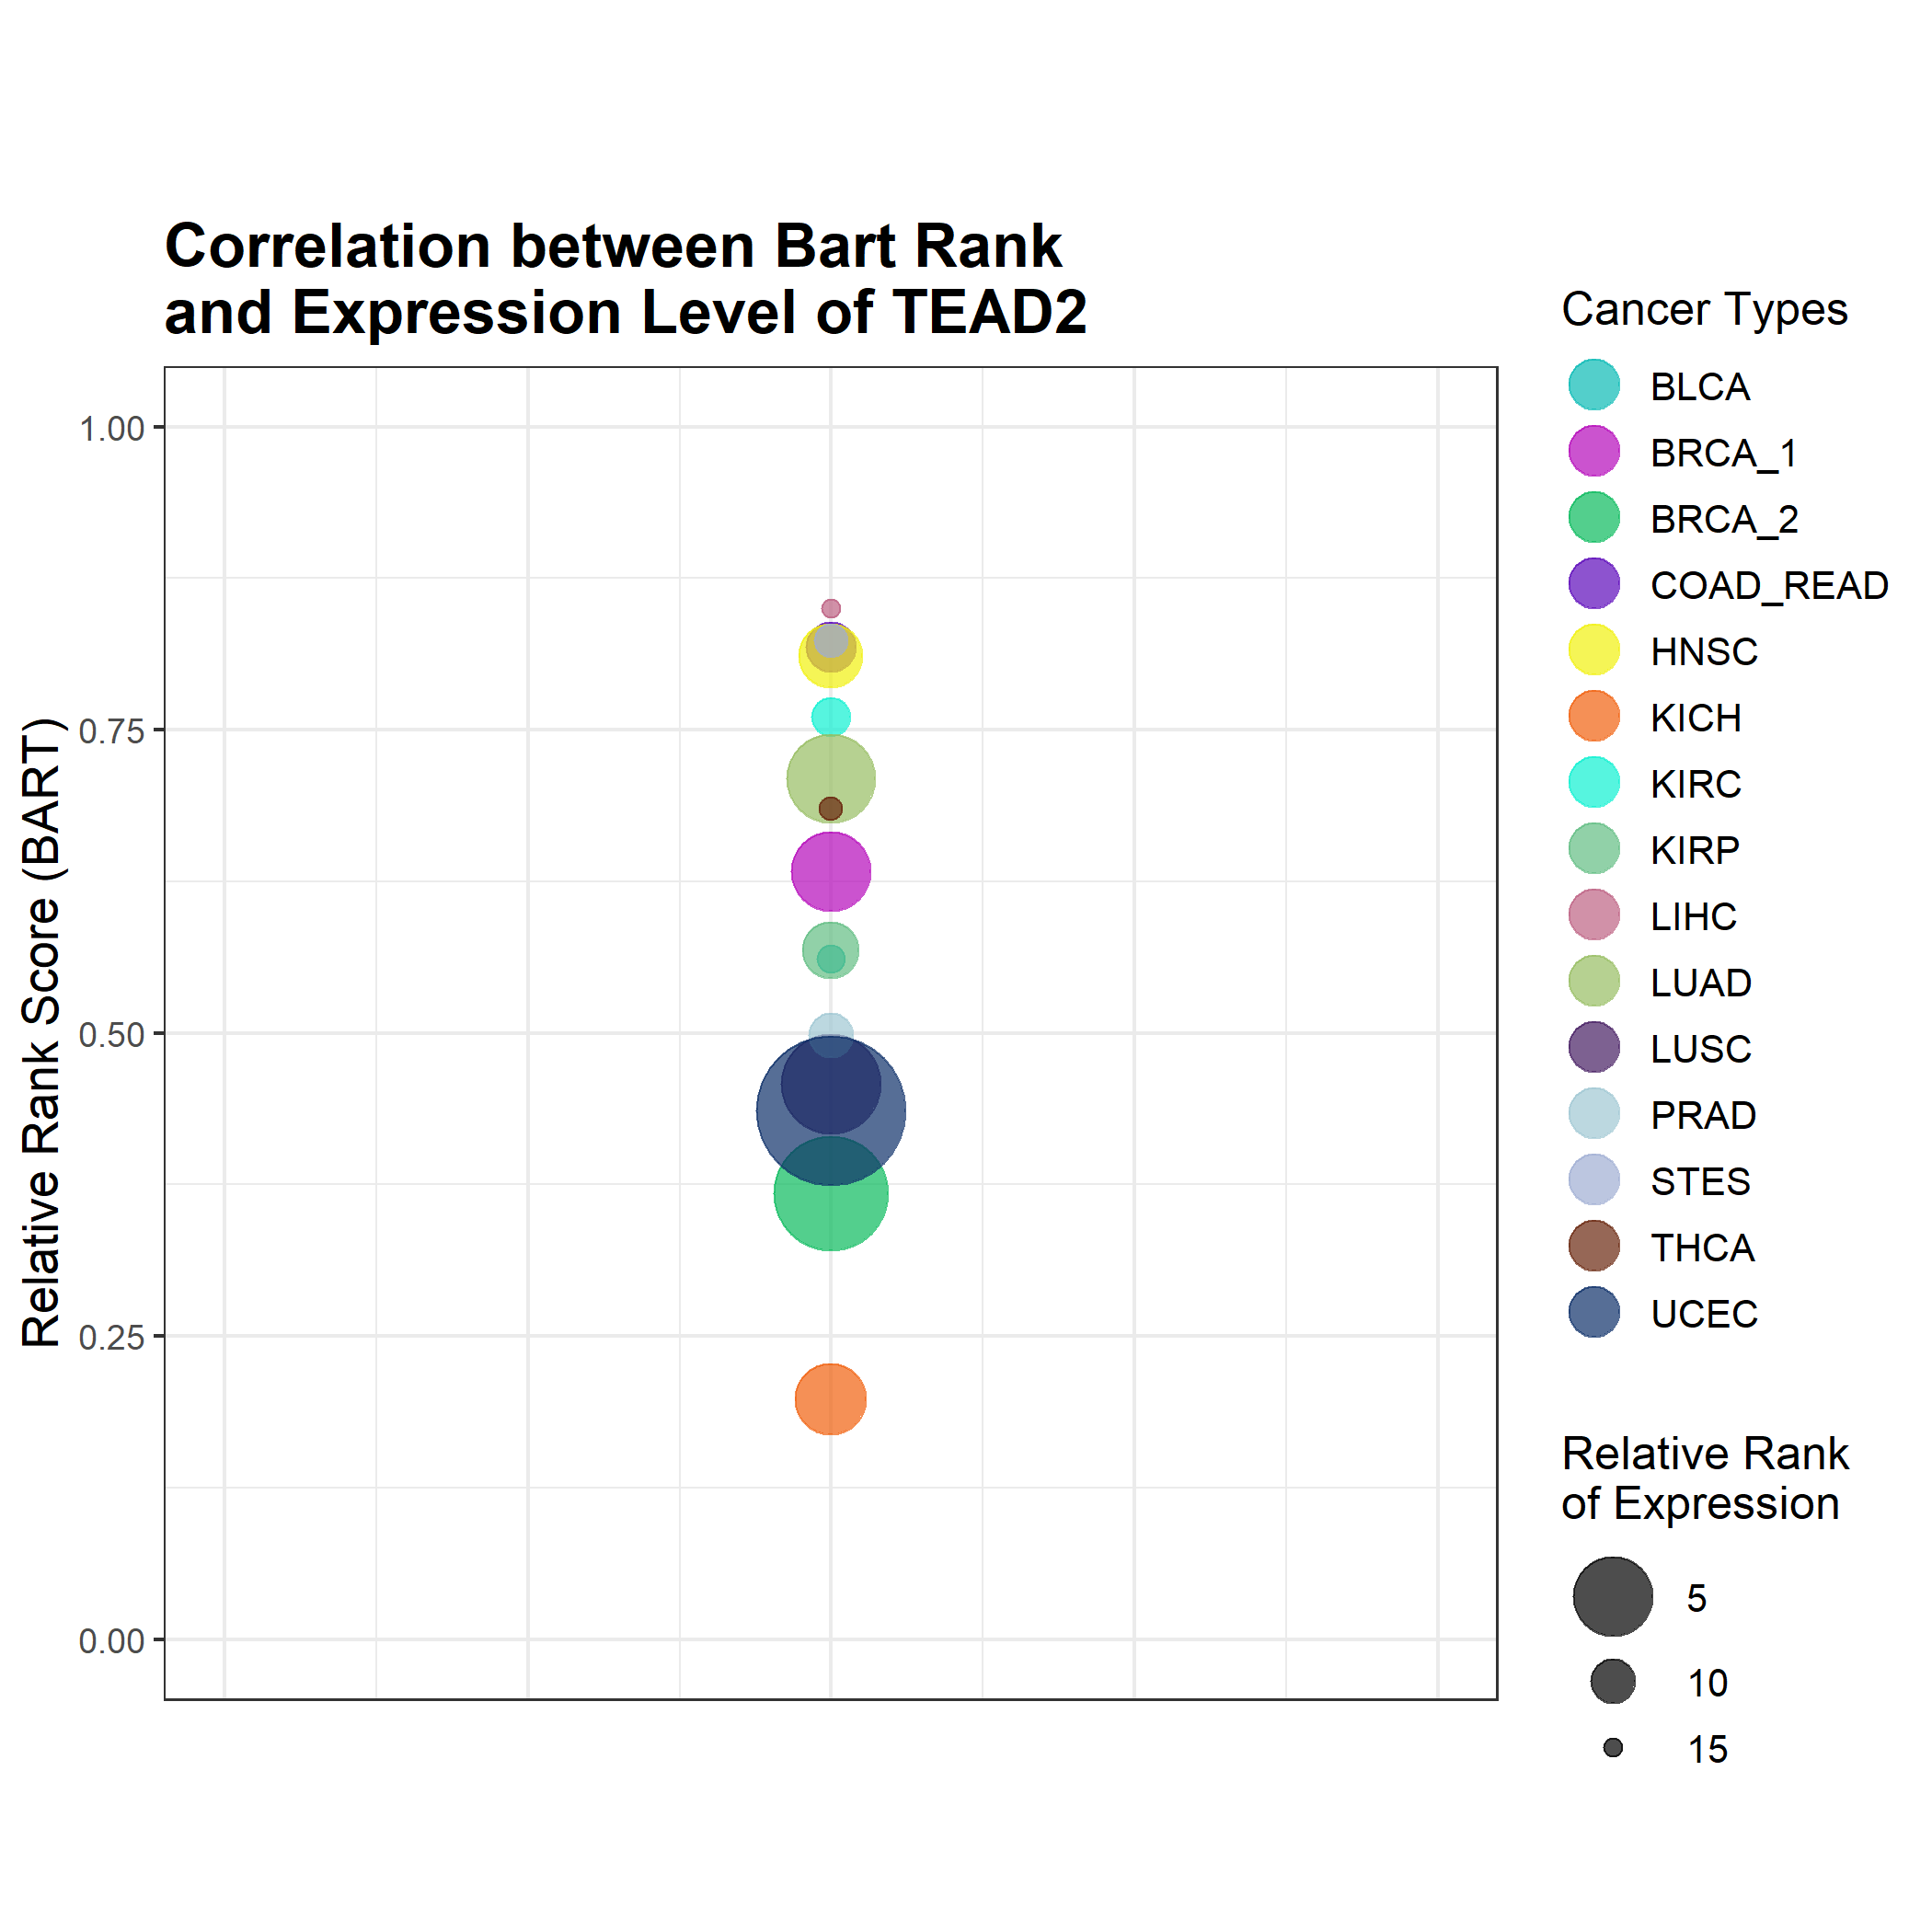 Correlation between Bart Rank
and Expression Level of TEAD2
Relative Rank Score (BART)
1.00
0.75
0.50
0.25
0.00
Cancer Types
BLCA
BRCA_1
BRCA_2
COAD_READ
HNSC
KICH
KIRC
KIRP
LIHC
LUAD
LUSC
PRAD
STES
THCA
UCEC
Relative Rank
of Expression
5
10
15